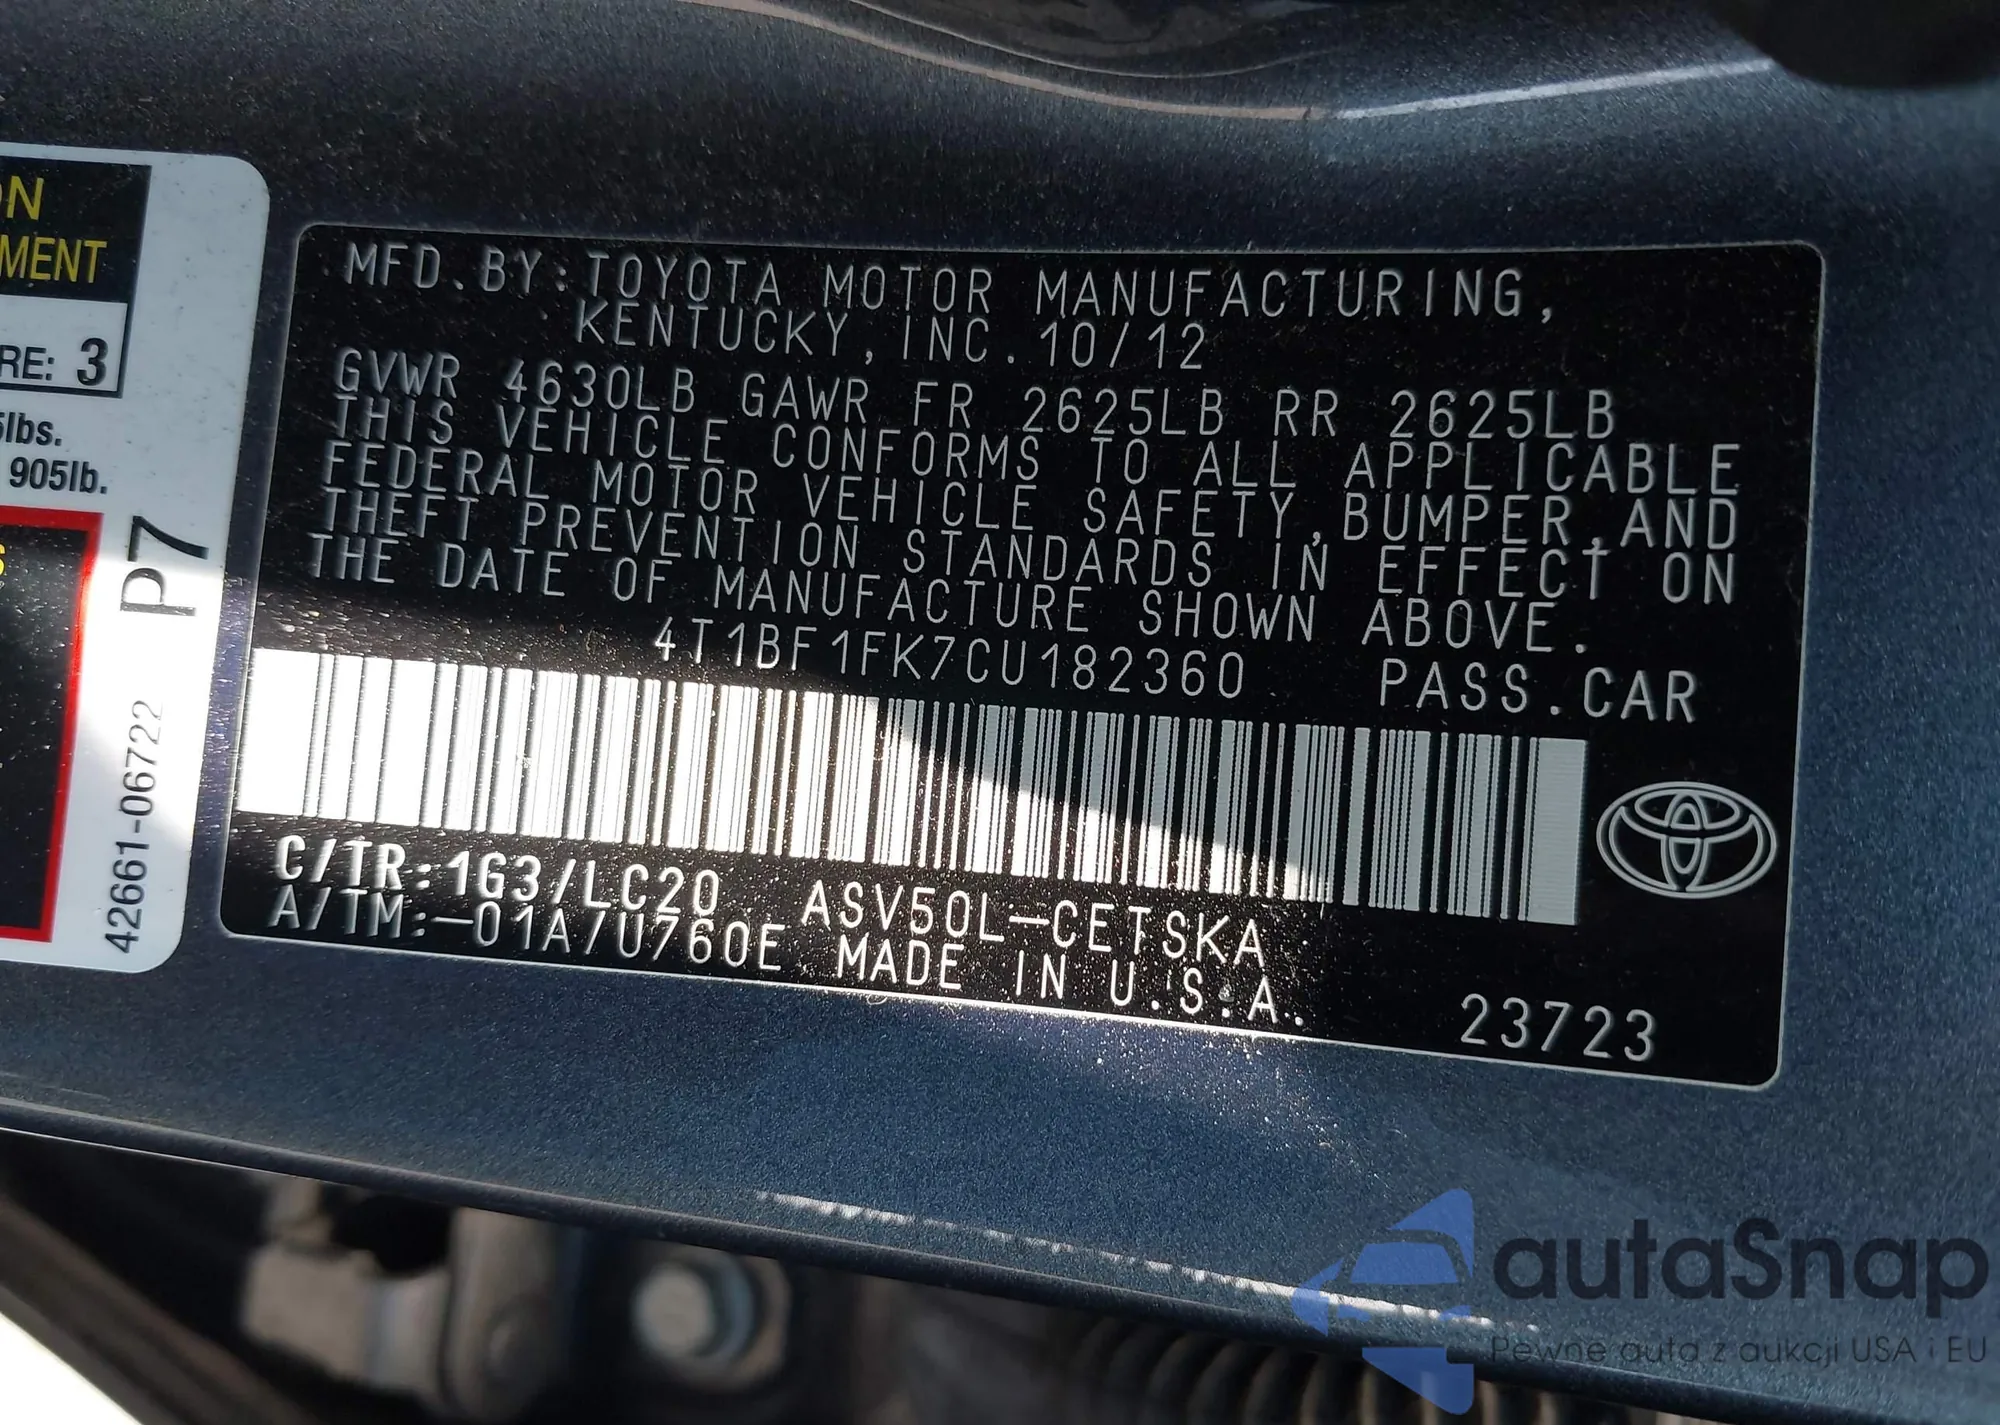 ON
MENT
RE: 3
5lbs.
905lb.
P7
42661-06722
MFD.BY:TOYOTA MOTOR MANUFACTURING,
KENTUCKY,INC.10/12
GVWR 4630LB GAWR FR 2625LB RR 2625LB
THIS VEHICLE CONFORMS TO ALL APPLICABLE
FEDERAL MOTOR VEHICLE SAFETY,BUMPER,AND
THEFT PREVENTION STANDARDS IN EFFECT ON
THE DATE OF MANUFACTURE SHOWN ABOVE.
4T1BF1FK7CU182360 PASS.CAR
C/TR:1G3/LC20 ASV50L-CETSKA
A/TM:-01A/U760E MADE IN U.S.A.
23723
autaSnap
Pewne auta z aukcji USA i EU